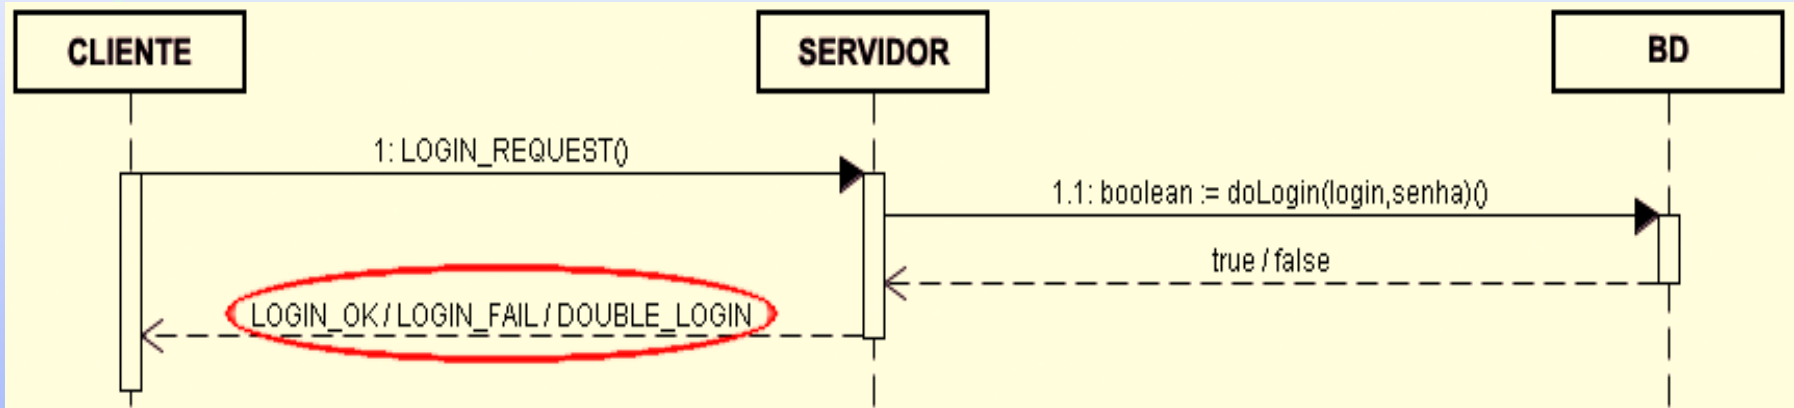 CLIENTE
SERVIDOR
BD
1: LOGIN_REQUEST()
1.1: boolean := doLogin(login,senha)()
true / false
LOGIN_OK / LOGIN_FAIL / DOUBLE_LOGIN